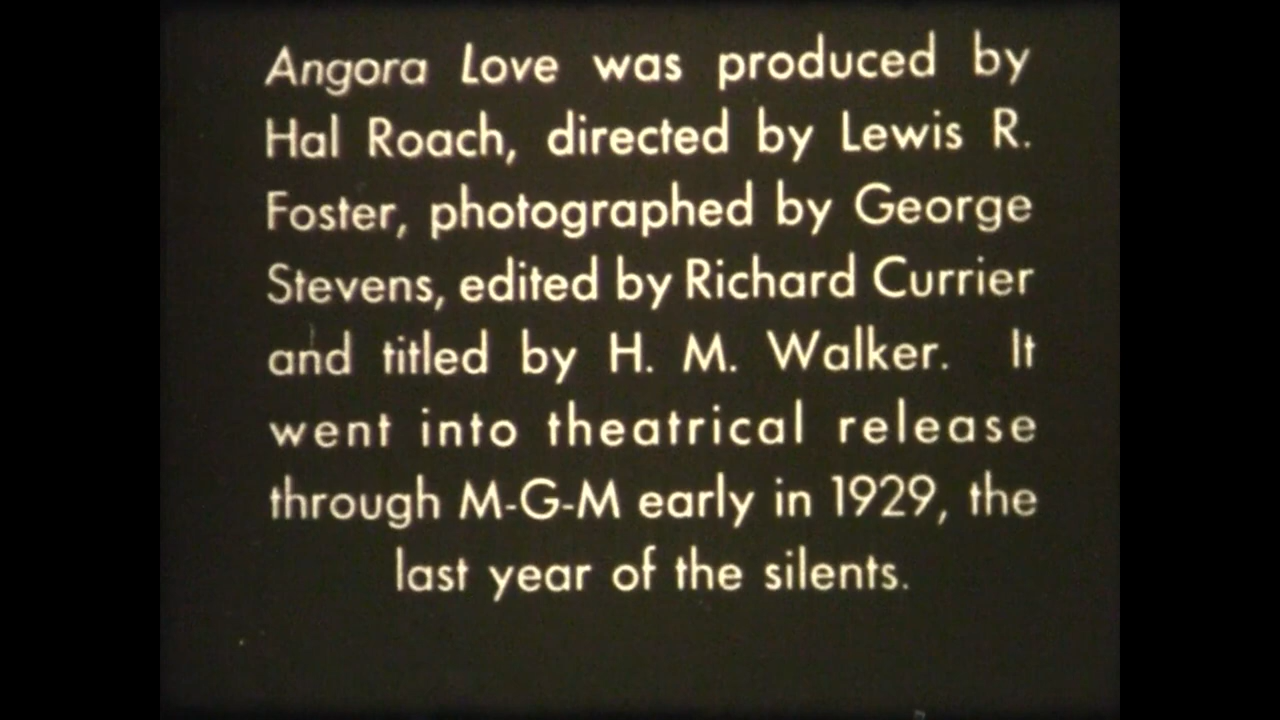 Angora Love was produced by
Hal Roach, directed by Lewis R.
Foster, photographed by George
Stevens, edited by Richard Currier
and titled by H. M. Walker. It
went into theatrical release
through M-G-M early in 1929, the
last year of the silents.